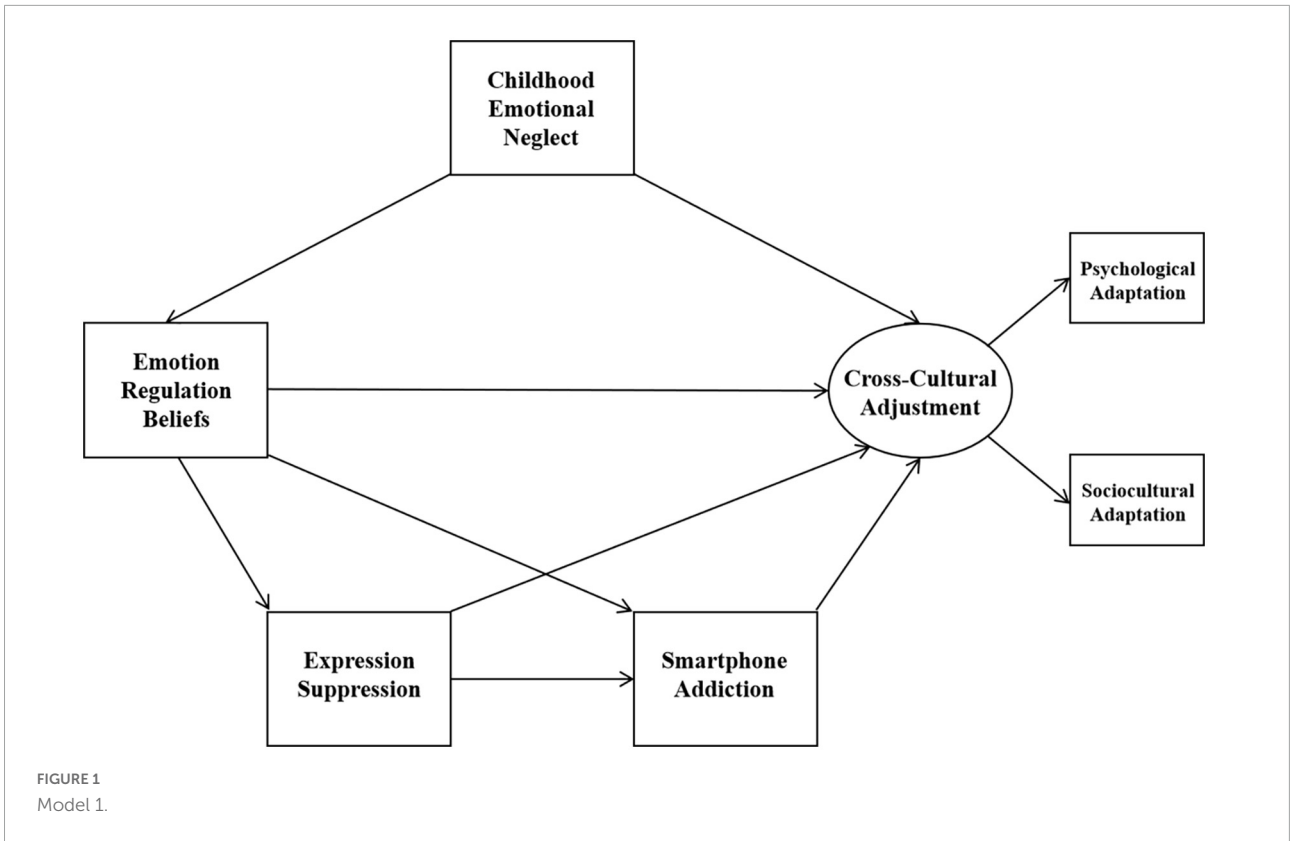 Childhood
Emotional
Neglect
Psychological
Adaptation
Emotion
Regulation
Beliefs
Cross-Cultural
Adjustment
Sociocultural
Adaptation
Expression
Suppression
Smartphone
Addiction
FIGURE 1
Model 1.